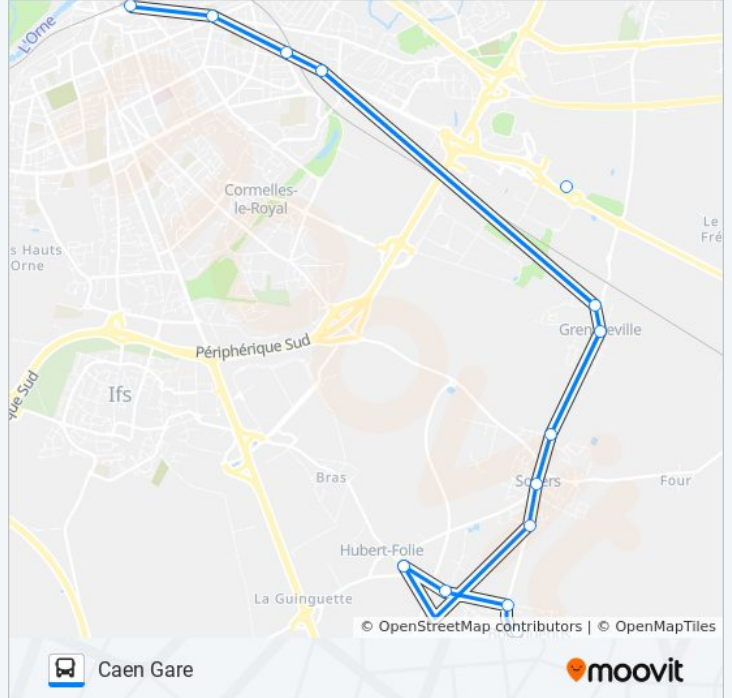 L'Orne
Cormelles-
le-Royal
s Hauts
Orne
Le
Fré
Périphérique Sud
que Sud
Ifs
Bras
Four
Hubert-Folie
La Guinguette
© OpenStreetMap contributors | © OpenMapTiles
Caen Gare
moovit